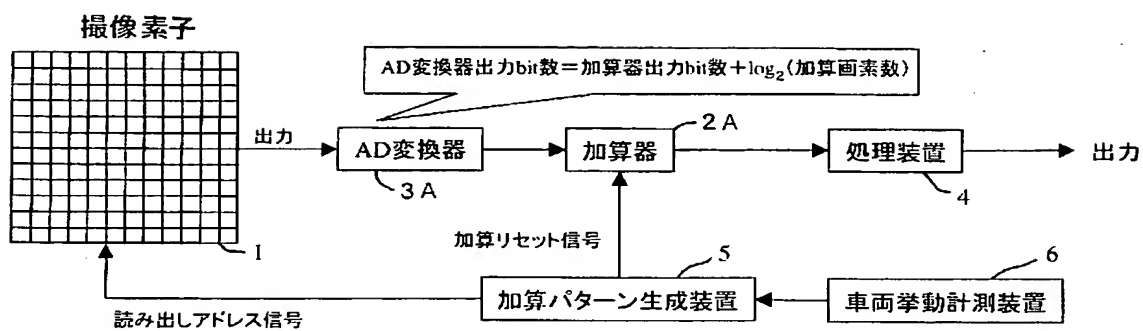 撮像素子
AD変換器出力bit数＝加算器出力bit数＋log₂(加算画素数)
出力
AD変換器
3A
加算器
2A
処理装置
4
出力
1
加算リセット信号
読み出しアドレス信号
加算パターン生成装置
5
車両挙動計測装置
6